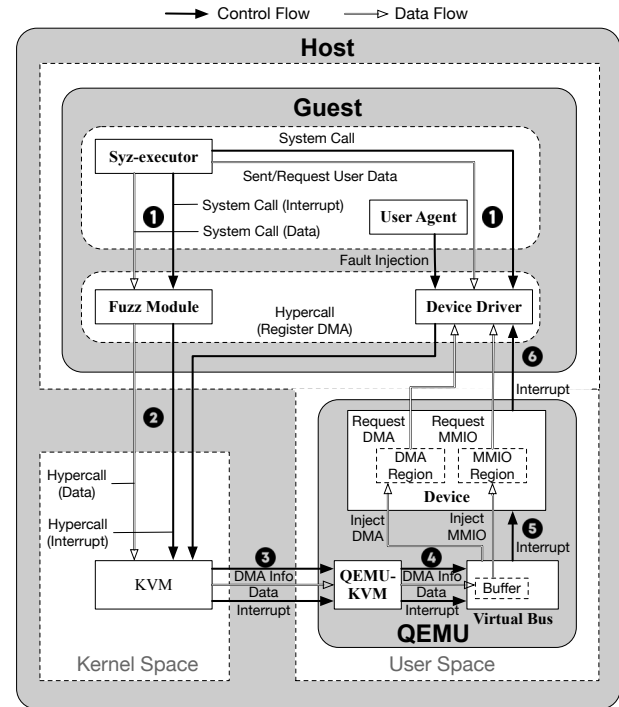 Control Flow
Data Flow
Host
Guest
System Call
Syz-executor
Sent/Request User Data
1
System Call (Interrupt)
System Call (Data)
User Agent
1
Fault Injection
Fuzz Module
Hypercall
(Register DMA)
Device Driver
6
Interrupt
2
Request
DMA
Request
MMIO
DMA
Region
MMIO
Region
Device
Hypercall
(Data)
Hypercall
(Interrupt)
Inject
DMA
Inject
MMIO
5
Interrupt
3
4
KVM
DMA Info
Data
Interrupt
QEMU-
KVM
DMA Info
Data
Interrupt
Buffer
Virtual Bus
QEMU
Kernel Space
User Space